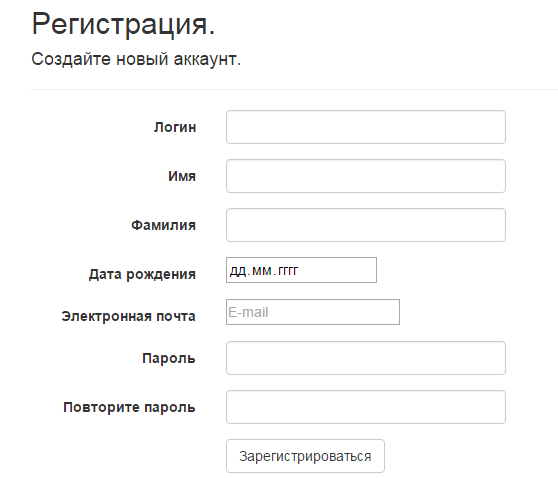 Регистрация.
Создайте новый аккаунт.
Логин
Имя
Фамилия
Дата рождения дд.мм.гггг
Электронная почта E-mail
Пароль
Повторите пароль
Зарегистрироваться